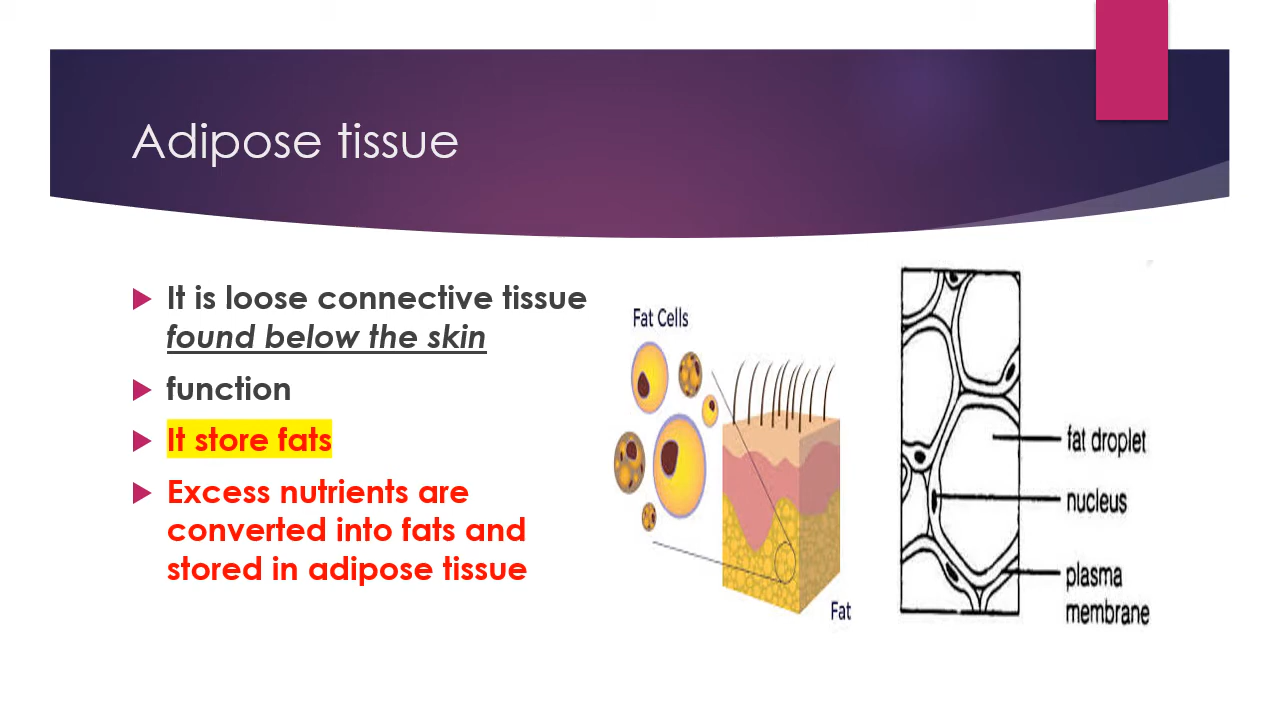 Adipose tissue
It is loose connective tissue
found below the skin
function
It store fats
Excess nutrients are
converted into fats and
stored in adipose tissue
Fat Cells
Fat
fat droplet
nucleus
plasma
membrane